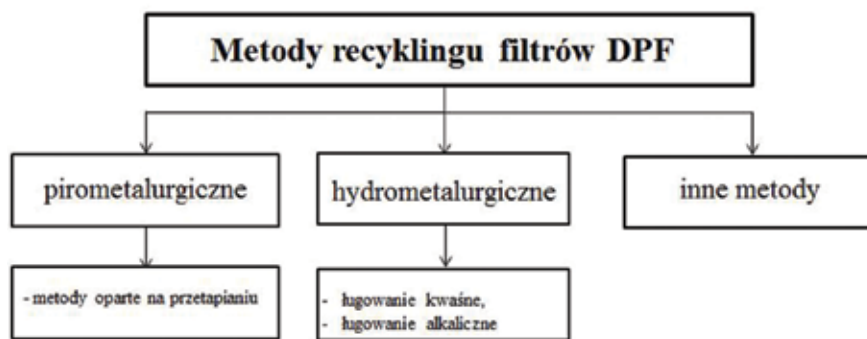 Metody recyklingu filtrów DPF
pirometalurgiczne
hydrometalurgiczne
inne metody
- metody oparte na przetapianiu
- ługowanie kwaśne,
- ługowanie alkaliczne